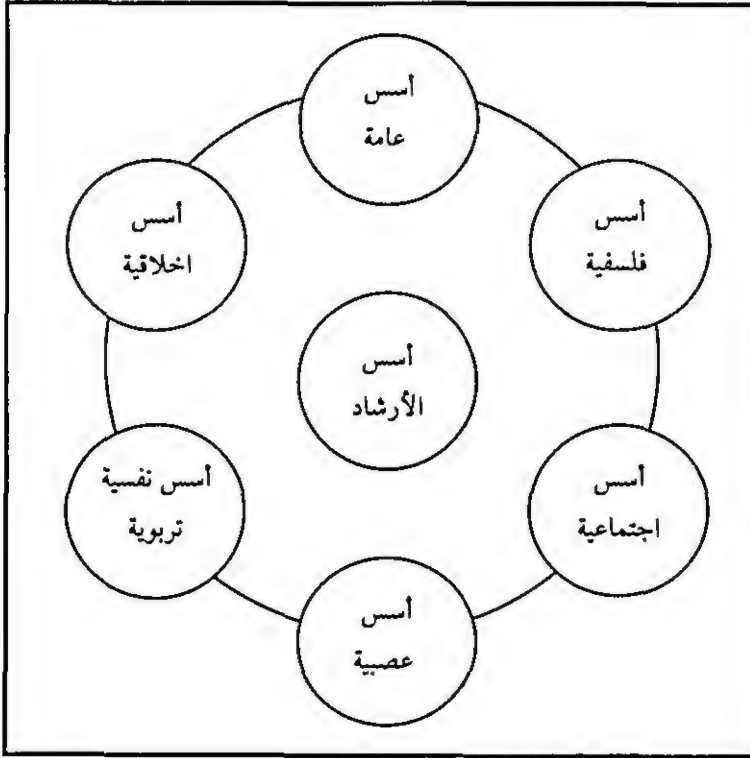 أسس
عامة
أسس
فلسفية
أسس
اخلاقية
أسس
الأرشاد
أسس
اجتماعية
أسس نفسية
تربوية
أسس
عصبية